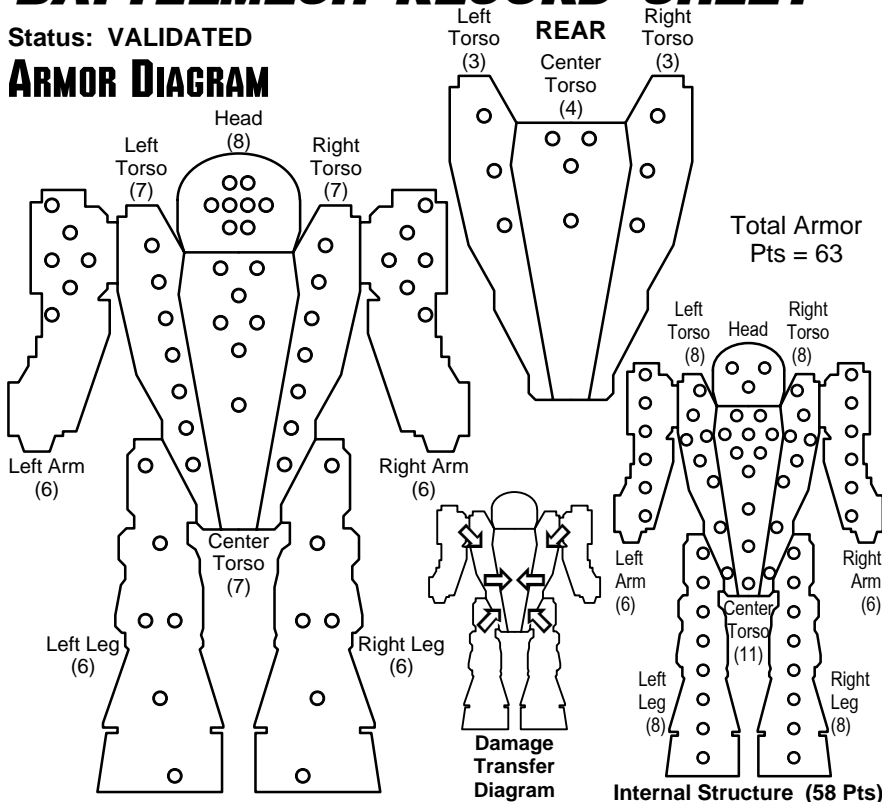 BATTLEMECH RECORD SHEET
Status: VALIDATED
ARMOR DIAGRAM
REAR
Left
Torso
(3)
Center
Torso
(4)
Right
Torso
(3)
Left
Torso
(7)
Head
(8)
Right
Torso
(7)
Total Armor
Pts = 63
Left Arm
(6)
Right Arm
(6)
Center
Torso
(7)
Left Leg
(6)
Right Leg
(6)
Damage
Transfer
Diagram
Left
Torso
(8)
Head
Right
Torso
(8)
Left
Arm
(6)
Right
Arm
(6)
Center
Torso
(11)
Left
Leg
(8)
Right
Leg
(8)
Internal Structure (58 Pts)